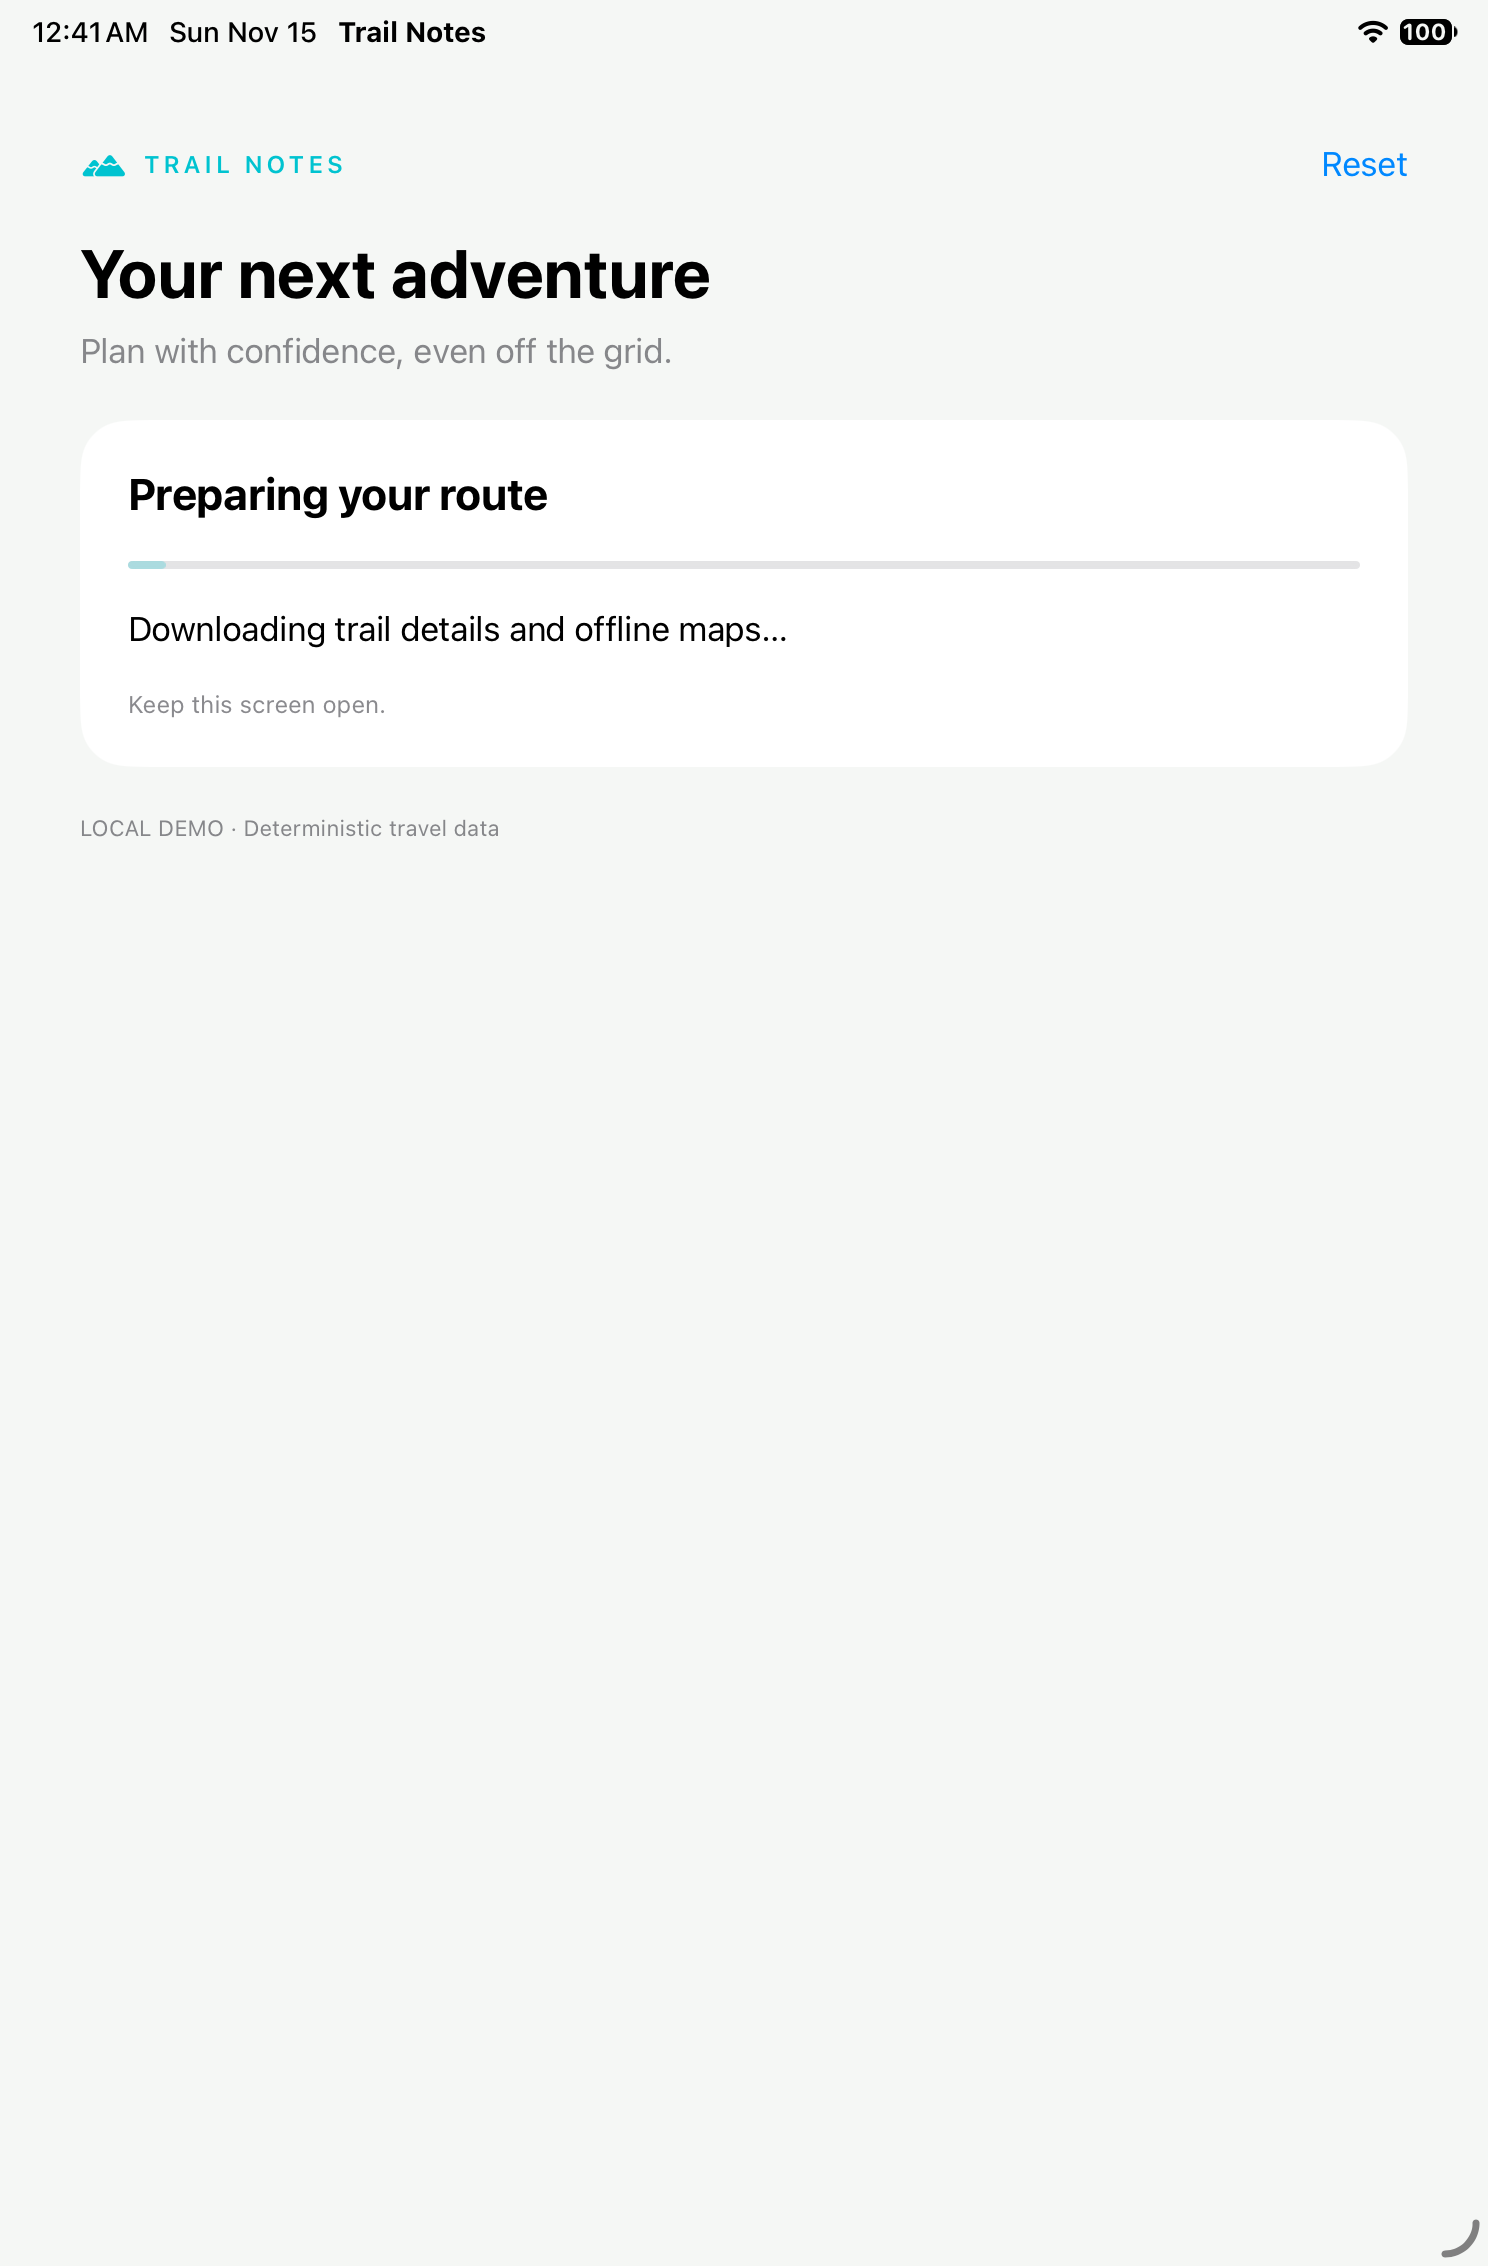 12:41 AM Sun Nov 15 Trail Notes 100
TRAIL NOTES Reset
Your next adventure
Plan with confidence, even off the grid.
Preparing your route
Downloading trail details and offline maps...
Keep this screen open.
LOCAL DEMO · Deterministic travel data